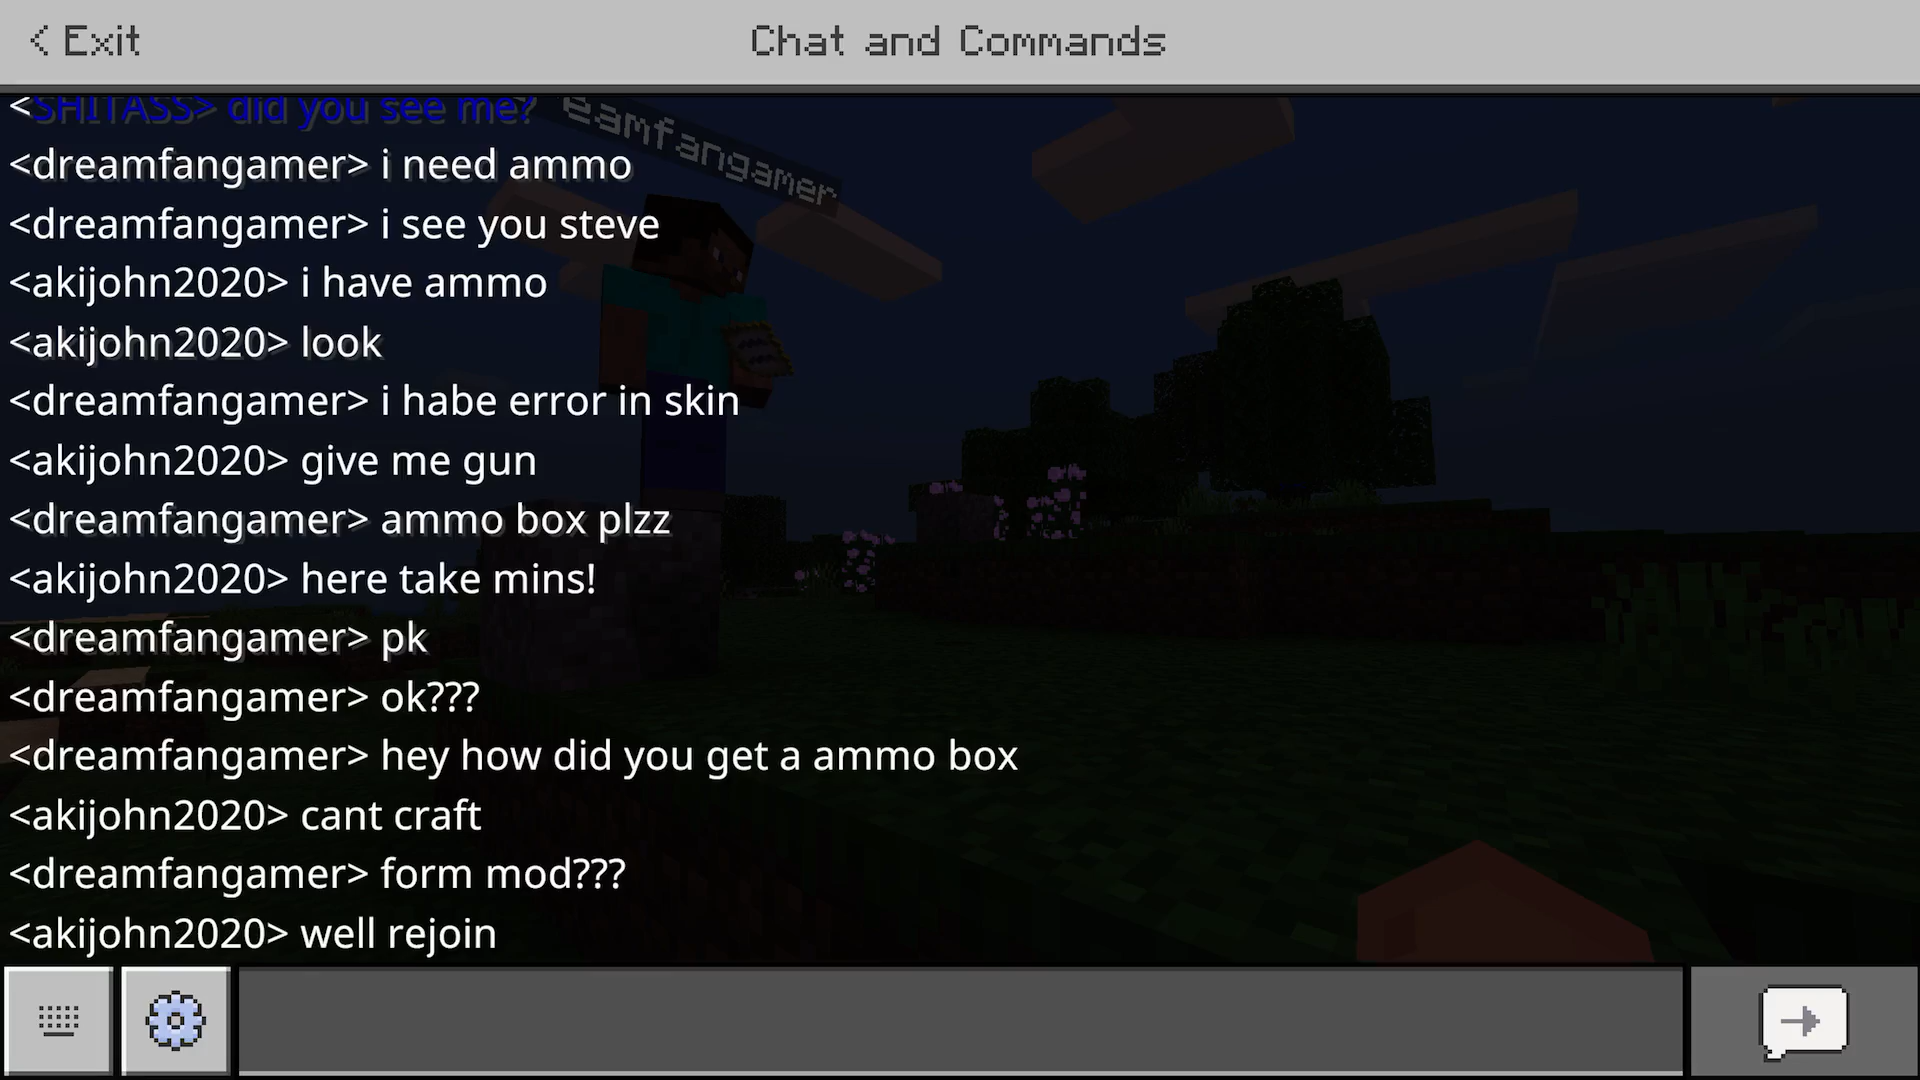 < Exit
Chat and Commands
<SHITASS> did you see me?
eamfangamer
<dreamfangamer> i need ammo
<dreamfangamer> i see you steve
<akijohn2020> i have ammo
<akijohn2020> look
<dreamfangamer> i habe error in skin
<akijohn2020> give me gun
<dreamfangamer> ammo box plzz
<akijohn2020> here take mins!
<dreamfangamer> pk
<dreamfangamer> ok???
<dreamfangamer> hey how did you get a ammo box
<akijohn2020> cant craft
<dreamfangamer> form mod???
<akijohn2020> well rejoin